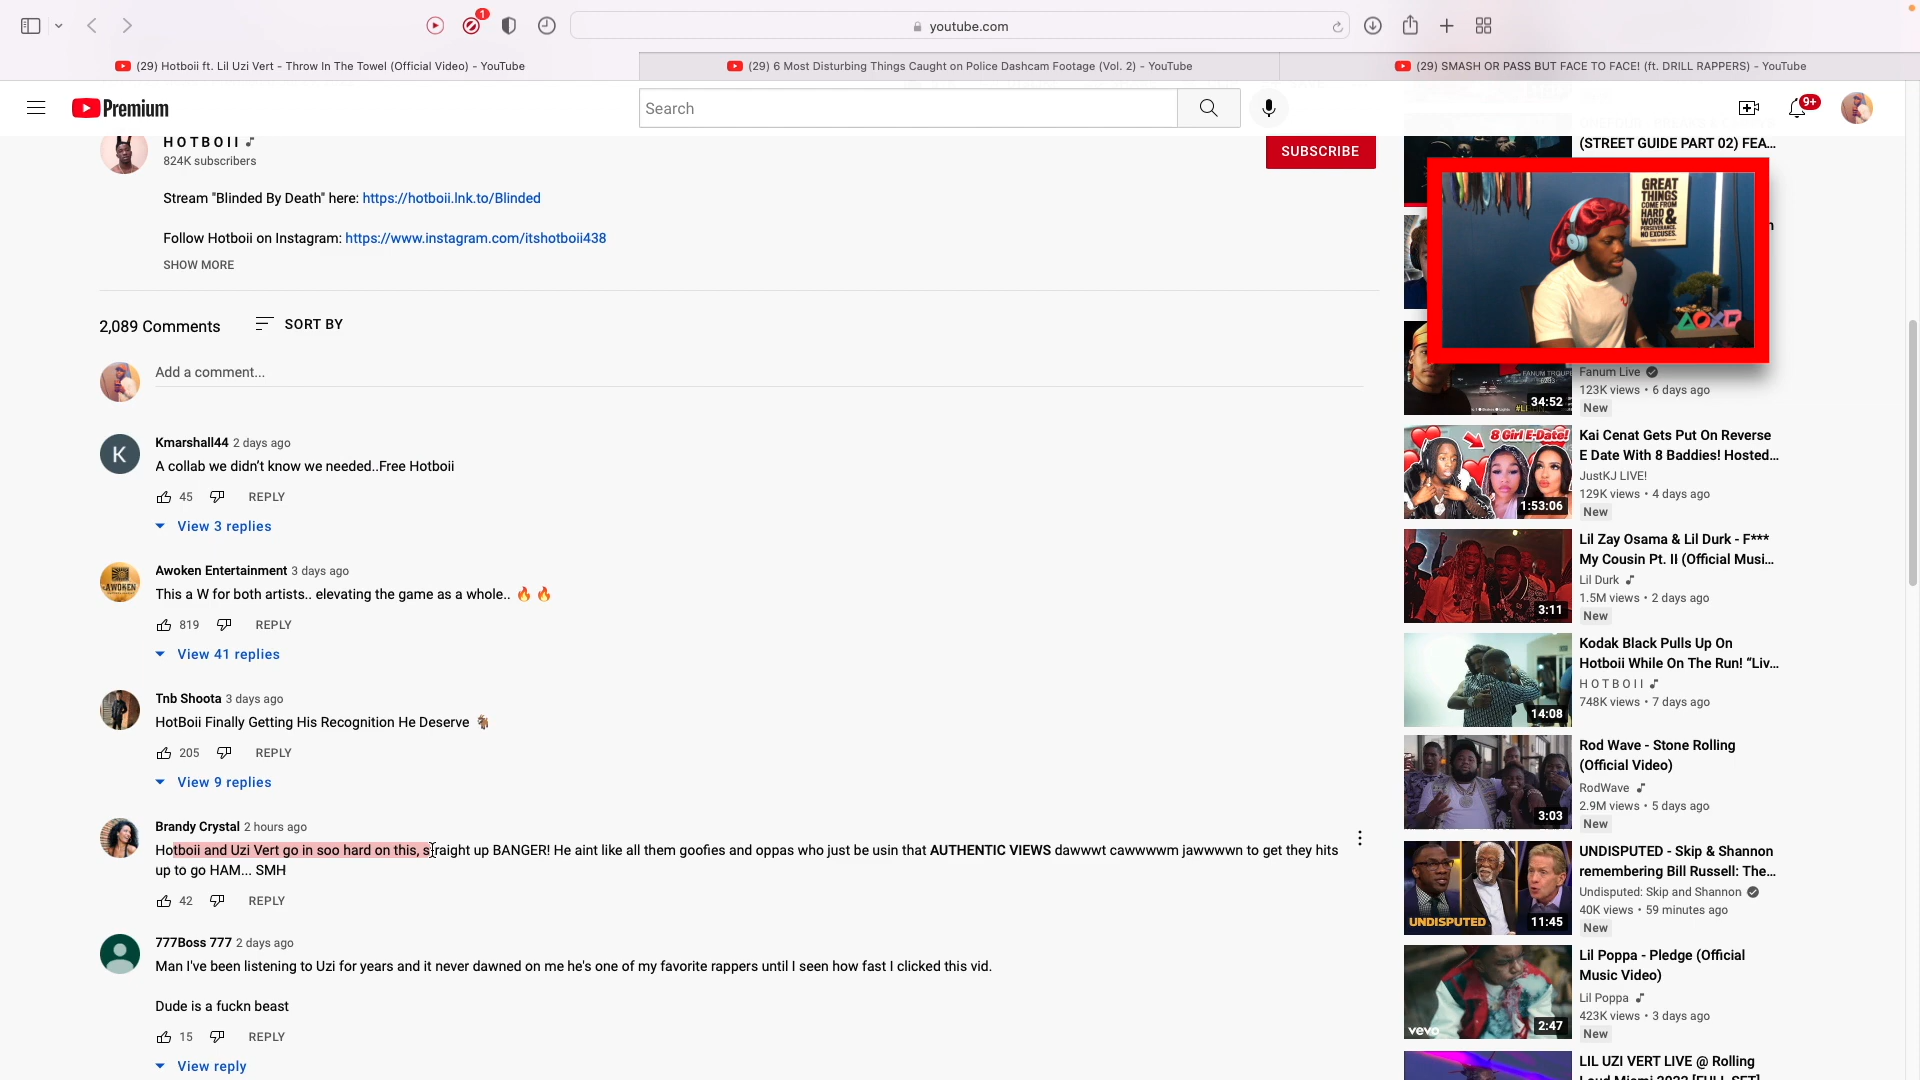 1
youtube.com
(29) Hotboii ft. Lil Uzi Vert - Throw In The Towel (Official Video) - YouTube
(29) 6 Most Disturbing Things Caught on Police Dashcam Footage (Vol. 2) - YouTube
(29) SMASH OR PASS BUT FACE TO FACE! (ft. DRILL RAPPERS) - YouTube
Premium
Search
9+
H O T B O I I
824K subscribers
SUBSCRIBE
Stream "Blinded By Death" here: https://hotboii.lnk.to/Blinded
Follow Hotboii on Instagram: https://www.instagram.com/itshotboii438
SHOW MORE
2,089 Comments
SORT BY
Add a comment...
K
Kmarshall44 2 days ago
A collab we didn't know we needed..Free Hotboii
45 REPLY
View 3 replies
AWOKEN
Awoken Entertainment 3 days ago
This a W for both artists.. elevating the game as a whole.. 🔥 🔥
819 REPLY
View 41 replies
Tnb Shoota 3 days ago
HotBoii Finally Getting His Recognition He Deserve 🐐
205 REPLY
View 9 replies
Brandy Crystal 2 hours ago
Hotboii and Uzi Vert go in soo hard on this, straight up BANGER! He aint like all them goofies and oppas who just be usin that AUTHENTIC VIEWS dawwwt cawwwwm jawwwwn to get they hits
up to go HAM... SMH
42 REPLY
777Boss 777 2 days ago
Man I've been listening to Uzi for years and it never dawned on me he's one of my favorite rappers until I seen how fast I clicked this vid.
Dude is a fuckn beast
15 REPLY
View reply
(STREET GUIDE PART 02) FEA...
GREAT
THINGS
COME FROM
HARD
WORK &
PERSEVERANCE.
NO EXCUSES.
34:52
Fanum Live
123K views • 6 days ago
New
8 Girl E-Date!
1:53:06
Kai Cenat Gets Put On Reverse
E Date With 8 Baddies! Hosted...
JustKJ LIVE!
129K views • 4 days ago
New
3:11
Lil Zay Osama & Lil Durk - F***
My Cousin Pt. II (Official Musi...
Lil Durk
1.5M views • 2 days ago
New
14:08
Kodak Black Pulls Up On
Hotboii While On The Run! “Liv...
H O T B O I I
748K views • 7 days ago
3:03
Rod Wave - Stone Rolling
(Official Video)
RodWave
2.9M views • 5 days ago
New
UNDISPUTED
11:45
UNDISPUTED - Skip & Shannon
remembering Bill Russell: The...
Undisputed: Skip and Shannon
40K views • 59 minutes ago
New
vevo
2:47
Lil Poppa - Pledge (Official
Music Video)
Lil Poppa
423K views • 3 days ago
New
LIL UZI VERT LIVE @ Rolling
Loud Miami 2022 [FULL SET]